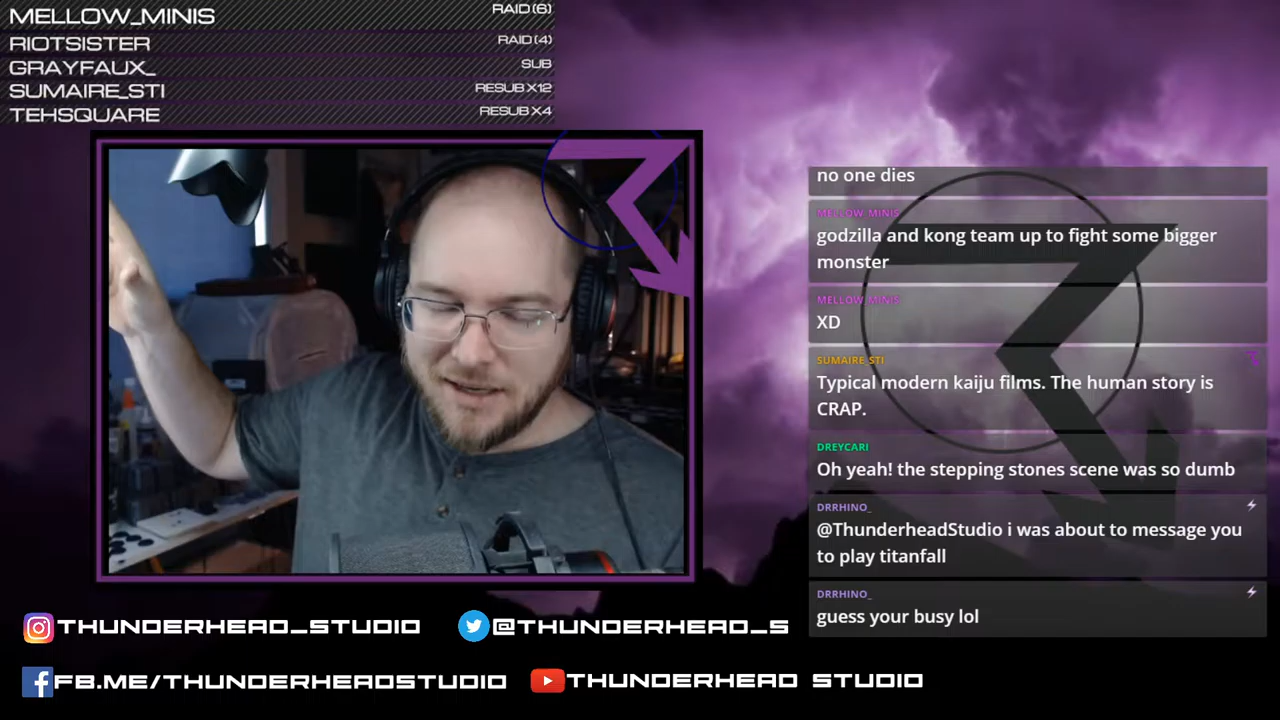 MELLOW_MINIS RAID (6)
RIOTSISTER RAID (4)
GRAYFAUX_ SUB
SUMAIRE_STI RESUB X12
TEHSQUARE RESUB X4
no one dies
MELLOW_MINIS
godzilla and kong team up to fight some bigger
monster
MELLOW_MINIS
XD
SUMAIRE_STI
Typical modern kaiju films. The human story is
CRAP.
DREYCARI
Oh yeah! the stepping stones scene was so dumb
DRRHINO_
@ThunderheadStudio i was about to message you
to play titanfall
DRRHINO_
guess your busy lol
THUNDERHEAD_STUDIO @THUNDERHEAD_S
FB.ME/THUNDERHEADSTUDIO THUNDERHEAD STUDIO